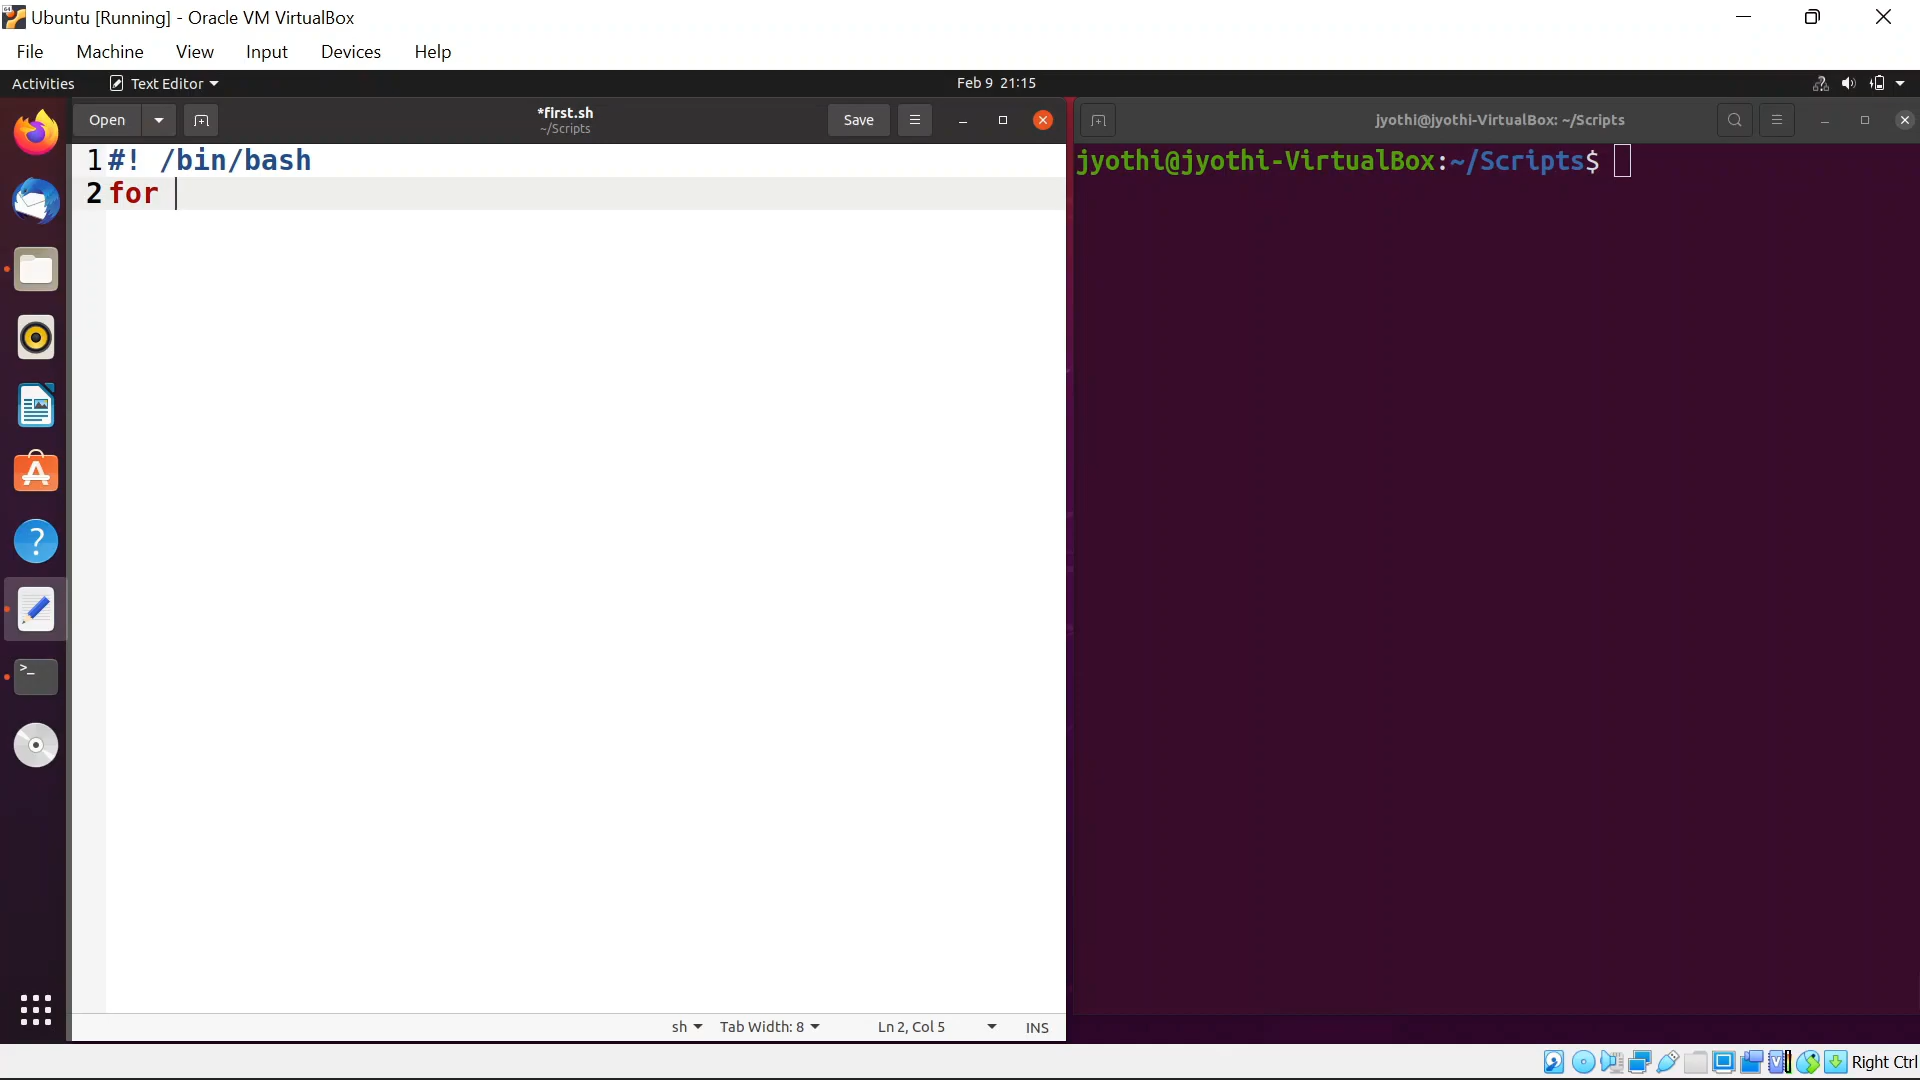 Ubuntu [Running] - Oracle VM VirtualBox
File Machine View Input Devices Help
Activities Text Editor Feb 9 21:15
Open *first.sh Save
~/Scripts
jyothi@jyothi-VirtualBox: ~/Scripts
1 #! /bin/bash
2 for
jyothi@jyothi-VirtualBox:~/Scripts$
sh Tab Width: 8 Ln 2, Col 5 INS
Right Ctrl